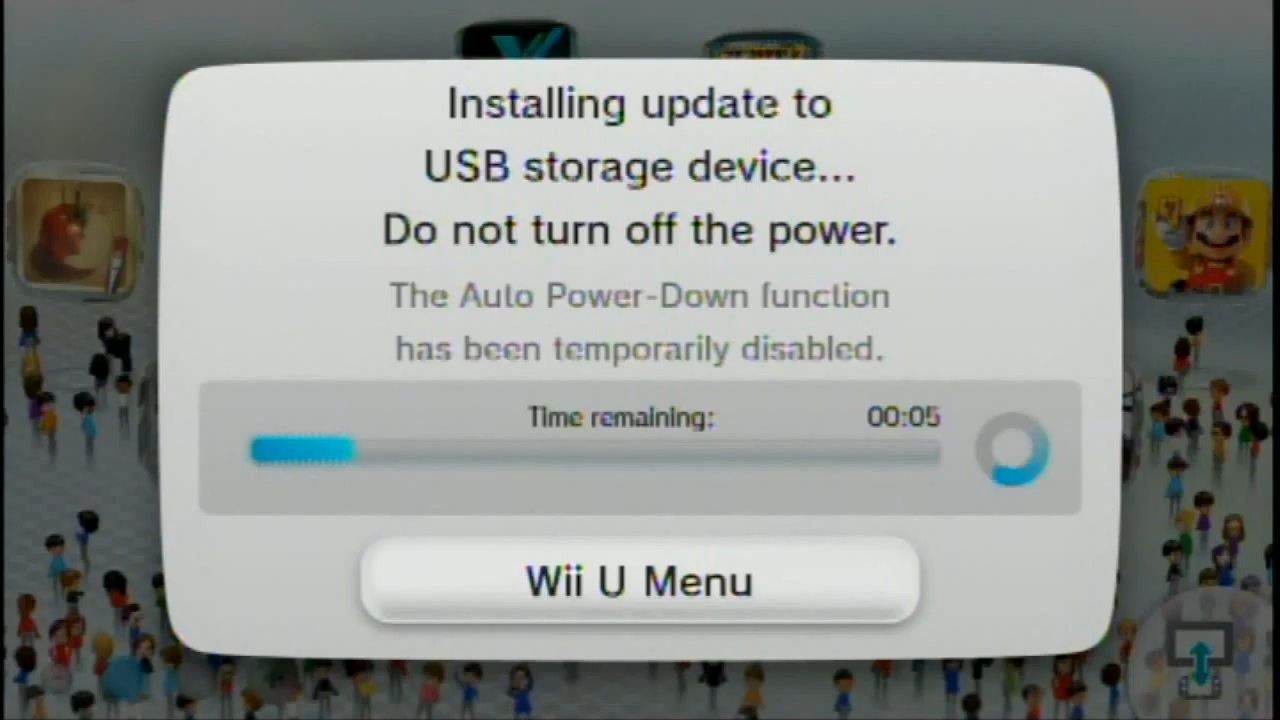 Installing update to
USB storage device...
Do not turn off the power.
The Auto Power-Down function
has been temporarily disabled.
Time remaining: 00:05
Wii U Menu